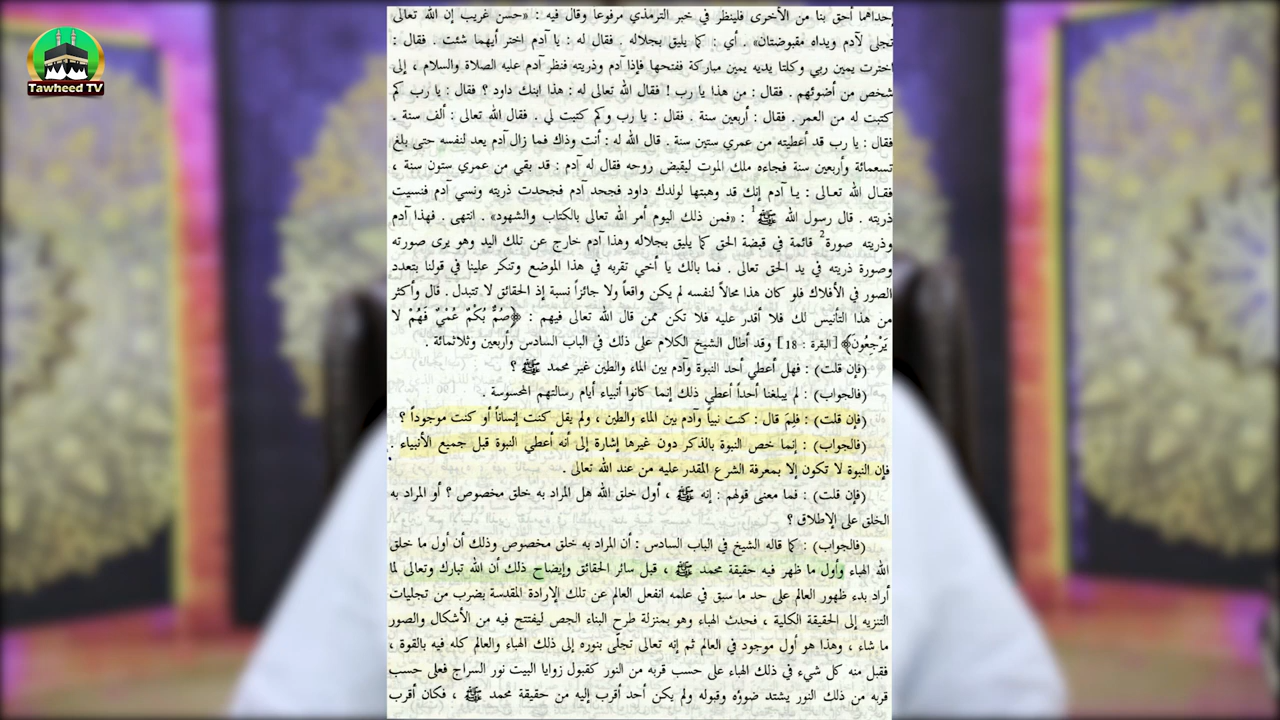 Tawheed TV
إحداهما أحق بنا من الأخرى فلينظر في خبر الترمذي مرفوعا وقال فيه : «حسن غريب إن الله تعالى
تجلى لآدم ويداه مقبوضتان» . أي : كما يليق بجلاله . فقال له : يا آدم اختر أيهما شئت . فقال :
اخترت يمين ربي وكلتا يديه يمين مباركة ففتحها فإذا آدم وذريته فنظر آدم عليه الصلاة والسلام ، إلى
شخص من أضوئهم . فقال : من هذا يا رب ! فقال الله تعالى له : هذا ابنك داود ؟ فقال : يا رب كم
كتبت له من العمر . فقال : أربعين سنة . فقال : يا رب وكم كتبت لي . فقال الله تعالى : ألف سنة .
فقال : يا رب قد أعطيته من عمري ستين سنة . قال الله له : أنت وذاك فما زال آدم يعد لنفسه حتى بلغ
تسعمائة وأربعين سنة فجاءه ملك الموت ليقبض روحه فقال له آدم : قد بقي من عمري ستون سنة ،
فقال الله تعالى : يا آدم إنك قد وهبتها لولدك داود فجحد آدم فجحدت ذريته ونسي آدم فنسيت
ذريته . قال رسول الله ﷺ1 : «فمن ذلك اليوم أمر الله تعالى بالكتاب والشهود» . انتهى . فهذا آدم
وذريته صورة2 قائمة في قبضة الحق كما يليق بجلاله وهذا آدم خارج عن تلك اليد وهو يرى صورته
وصورة ذريته في يد الحق تعالى . فما بالك يا أخي تقربه في هذا الموضع وتنكر علينا في قولنا بتعدد
الصور في الأفلاك فلو كان هذا محالاً لنفسه لم يكن واقعاً ولا جائزاً نسبة إذ الحقائق لا تتبدل . قال وأكثر
من هذا التأنيس لك فلا أقدر عليه فلا تكن ممن قال الله تعالى فيهم : ﴿صُمٌّ بُكْمٌ عُمْيٌ فَهُمْ لَا
يَرْجِعُونَ﴾ [البقرة : 18] وقد أطال الشيخ الكلام على ذلك في الباب السادس وأربعين وثلاثمائة .
(فإن قلت) : فهل أعطي أحد النبوة وآدم بين الماء والطين غير محمد ﷺ ؟
(فالجواب) : لم يبلغنا أحداً أعطي ذلك إنما كانوا أنبياء أيام رسالتهم المحسوسة .
(فإن قلت) : فلِمَ قال : كنت نبياً وآدم بين الماء والطين ، ولم يقل كنت إنساناً أو كنت موجوداً ؟
(فالجواب) : إنما خص النبوة بالذكر دون غيرها إشارة إلى أنه أعطي النبوة قبل جميع الأنبياء .
فإن النبوة لا تكون إلا بمعرفة الشرع المقدر عليه من عند الله تعالى .
(فإن قلت) : فما معنى قولهم : إنه ﷺ ، أول خلق الله هل المراد به خلق مخصوص ؟ أو المراد به
الخلق على الإطلاق ؟
(فالجواب) : كما قاله الشيخ في الباب السادس : أن المراد به خلق مخصوص وذلك أن أول ما خلق
الله الهباء وأول ما ظهر فيه حقيقة محمد ﷺ ، قبل سائر الحقائق وإيضاح ذلك أن الله تبارك وتعالى لما
أراد بدء ظهور العالم على حد ما سبق في علمه انفعل العالم عن تلك الإرادة المقدسة بضرب من تجليات
التنزيه إلى الحقيقة الكلية ، فحدث الهباء وهو بمنزلة طرح البناء الجص ليفتتح فيه من الأشكال والصور
ما شاء ، وهذا هو أول موجود في العالم ثم إنه تعالى تجلّى بنوره إلى ذلك الهباء والعالم كله فيه بالقوة ،
فقبل منه كل شيء في ذلك الهباء على حسب قربه من النور كقبول زوايا البيت نور السراج فعلى حسب
قربه من ذلك النور يشتد ضوؤه وقبوله ولم يكن أحد أقرب إليه من حقيقة محمد ﷺ ، فكان أقرب